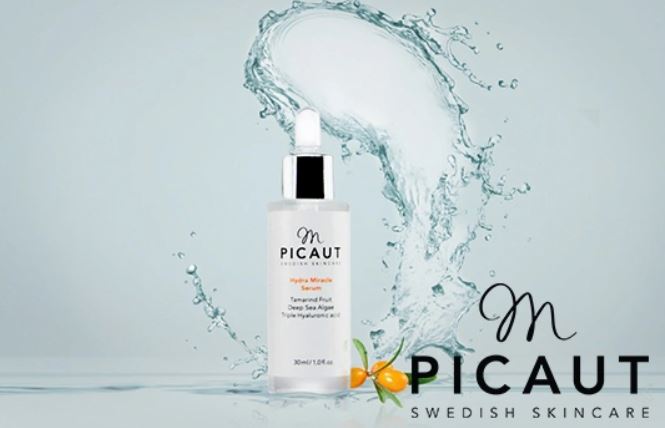 M
PICAUT
SWEDISH SKINCARE
Hydra Miracle
Serum
Tamarind Fruit
Deep Sea Algae
Triple Hyaluronic acid
30ml/1.0fl.oz
M
PICAUT
SWEDISH SKINCARE